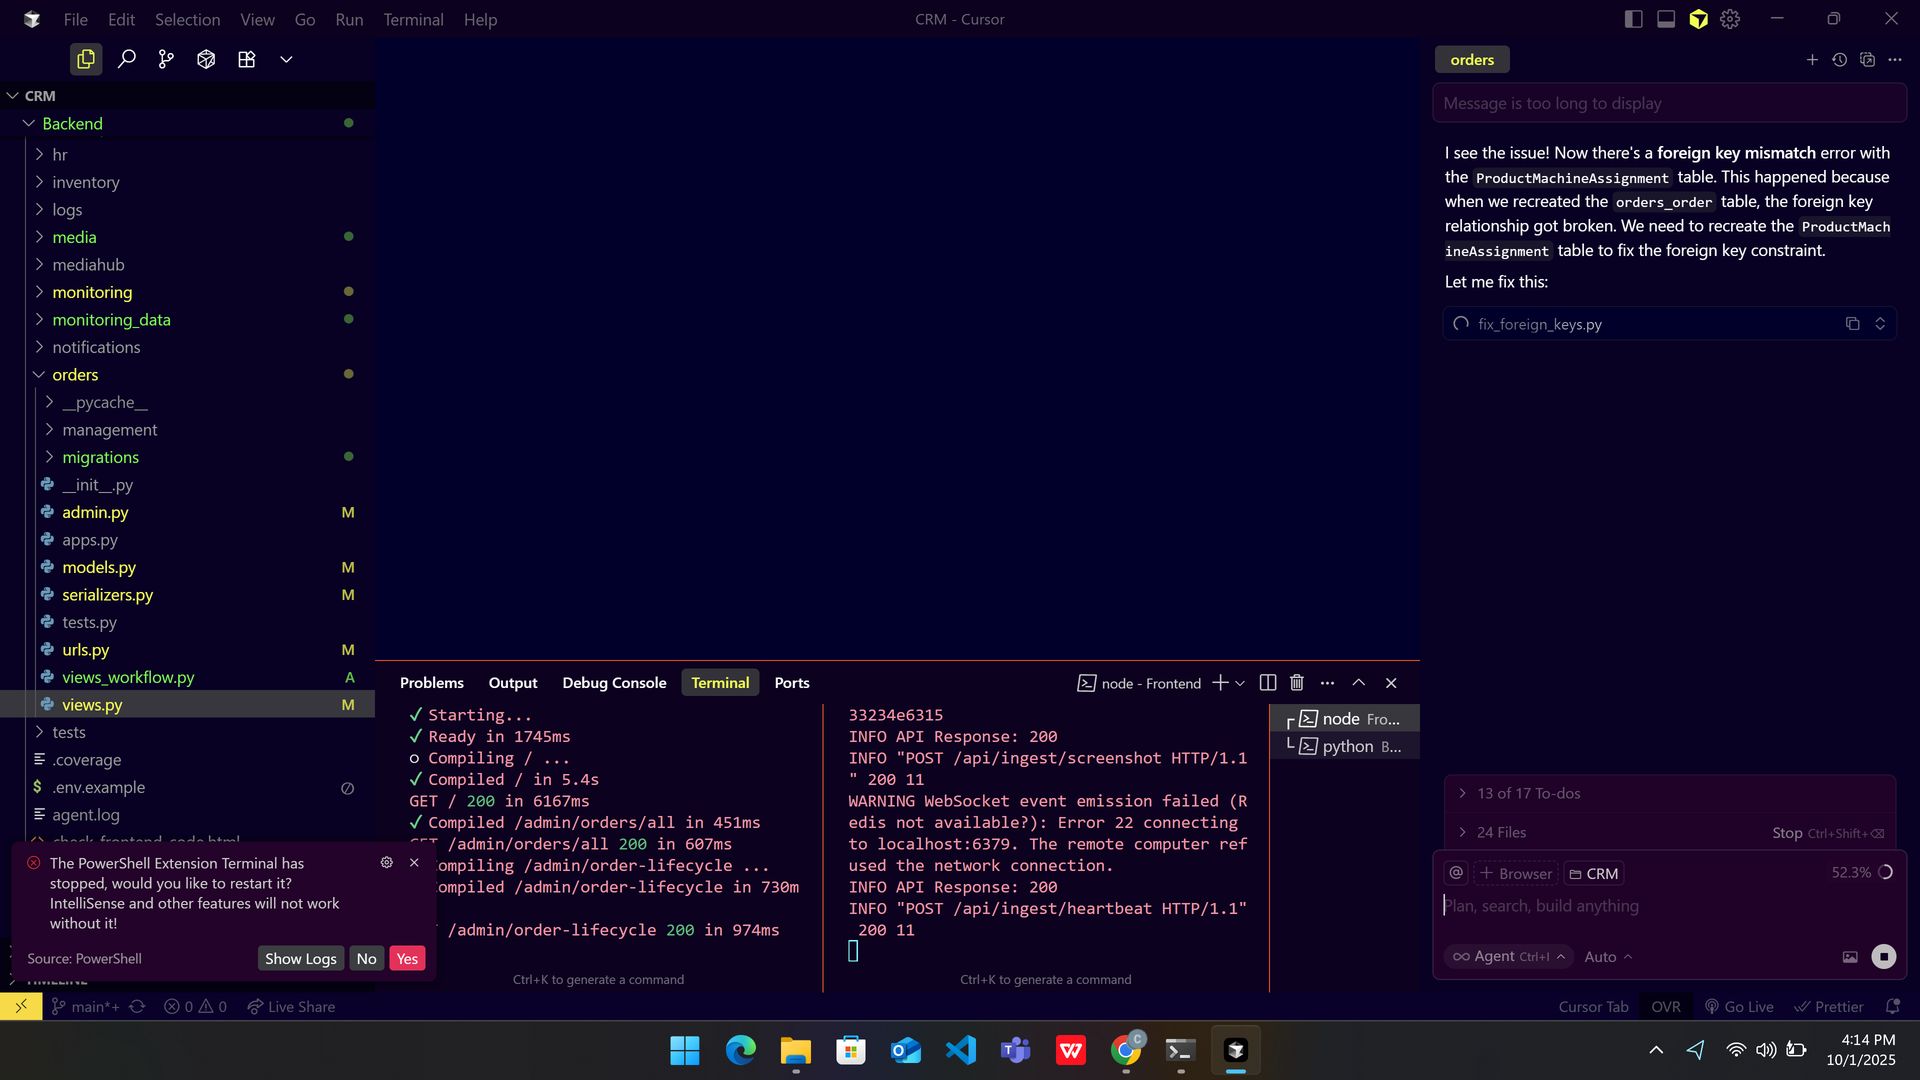 File Edit Selection View Go Run Terminal Help
CRM - Cursor
CRM
Backend
hr
inventory
logs
media
mediahub
monitoring
monitoring_data
notifications
orders
__pycache__
management
migrations
__init__.py
admin.py M
apps.py
models.py M
serializers.py M
tests.py
urls.py M
views_workflow.py A
views.py M
tests
.coverage
$ .env.example
agent.log
The PowerShell Extension Terminal has
stopped, would you like to restart it?
IntelliSense and other features will not work
without it!
Source: PowerShell
Show Logs No Yes
Problems Output Debug Console Terminal Ports
node - Frontend
✓ Starting...
✓ Ready in 1745ms
○ Compiling / ...
✓ Compiled / in 5.4s
GET / 200 in 6167ms
✓ Compiled /admin/orders/all in 451ms
GET /admin/orders/all 200 in 607ms
ompiling /admin/order-lifecycle ...
ompiled /admin/order-lifecycle in 730m
/admin/order-lifecycle 200 in 974ms
Ctrl+K to generate a command
33234e6315
INFO API Response: 200
INFO "POST /api/ingest/screenshot HTTP/1.1
" 200 11
WARNING WebSocket event emission failed (R
edis not available?): Error 22 connecting
to localhost:6379. The remote computer ref
used the network connection.
INFO API Response: 200
INFO "POST /api/ingest/heartbeat HTTP/1.1"
200 11
Ctrl+K to generate a command
node Fro...
python B...
orders
Message is too long to display
I see the issue! Now there's a foreign key mismatch error with
the ProductMachineAssignment table. This happened because
when we recreated the orders_order table, the foreign key
relationship got broken. We need to recreate the ProductMach
ineAssignment table to fix the foreign key constraint.
Let me fix this:
fix_foreign_keys.py
13 of 17 To-dos
24 Files
Stop Ctrl+Shift+⌫
@ + Browser CRM
52.3%
Plan, search, build anything
∞ Agent Ctrl+I
Auto
main*+ 0 0 Live Share
Cursor Tab OVR Go Live Prettier
4:14 PM
10/1/2025